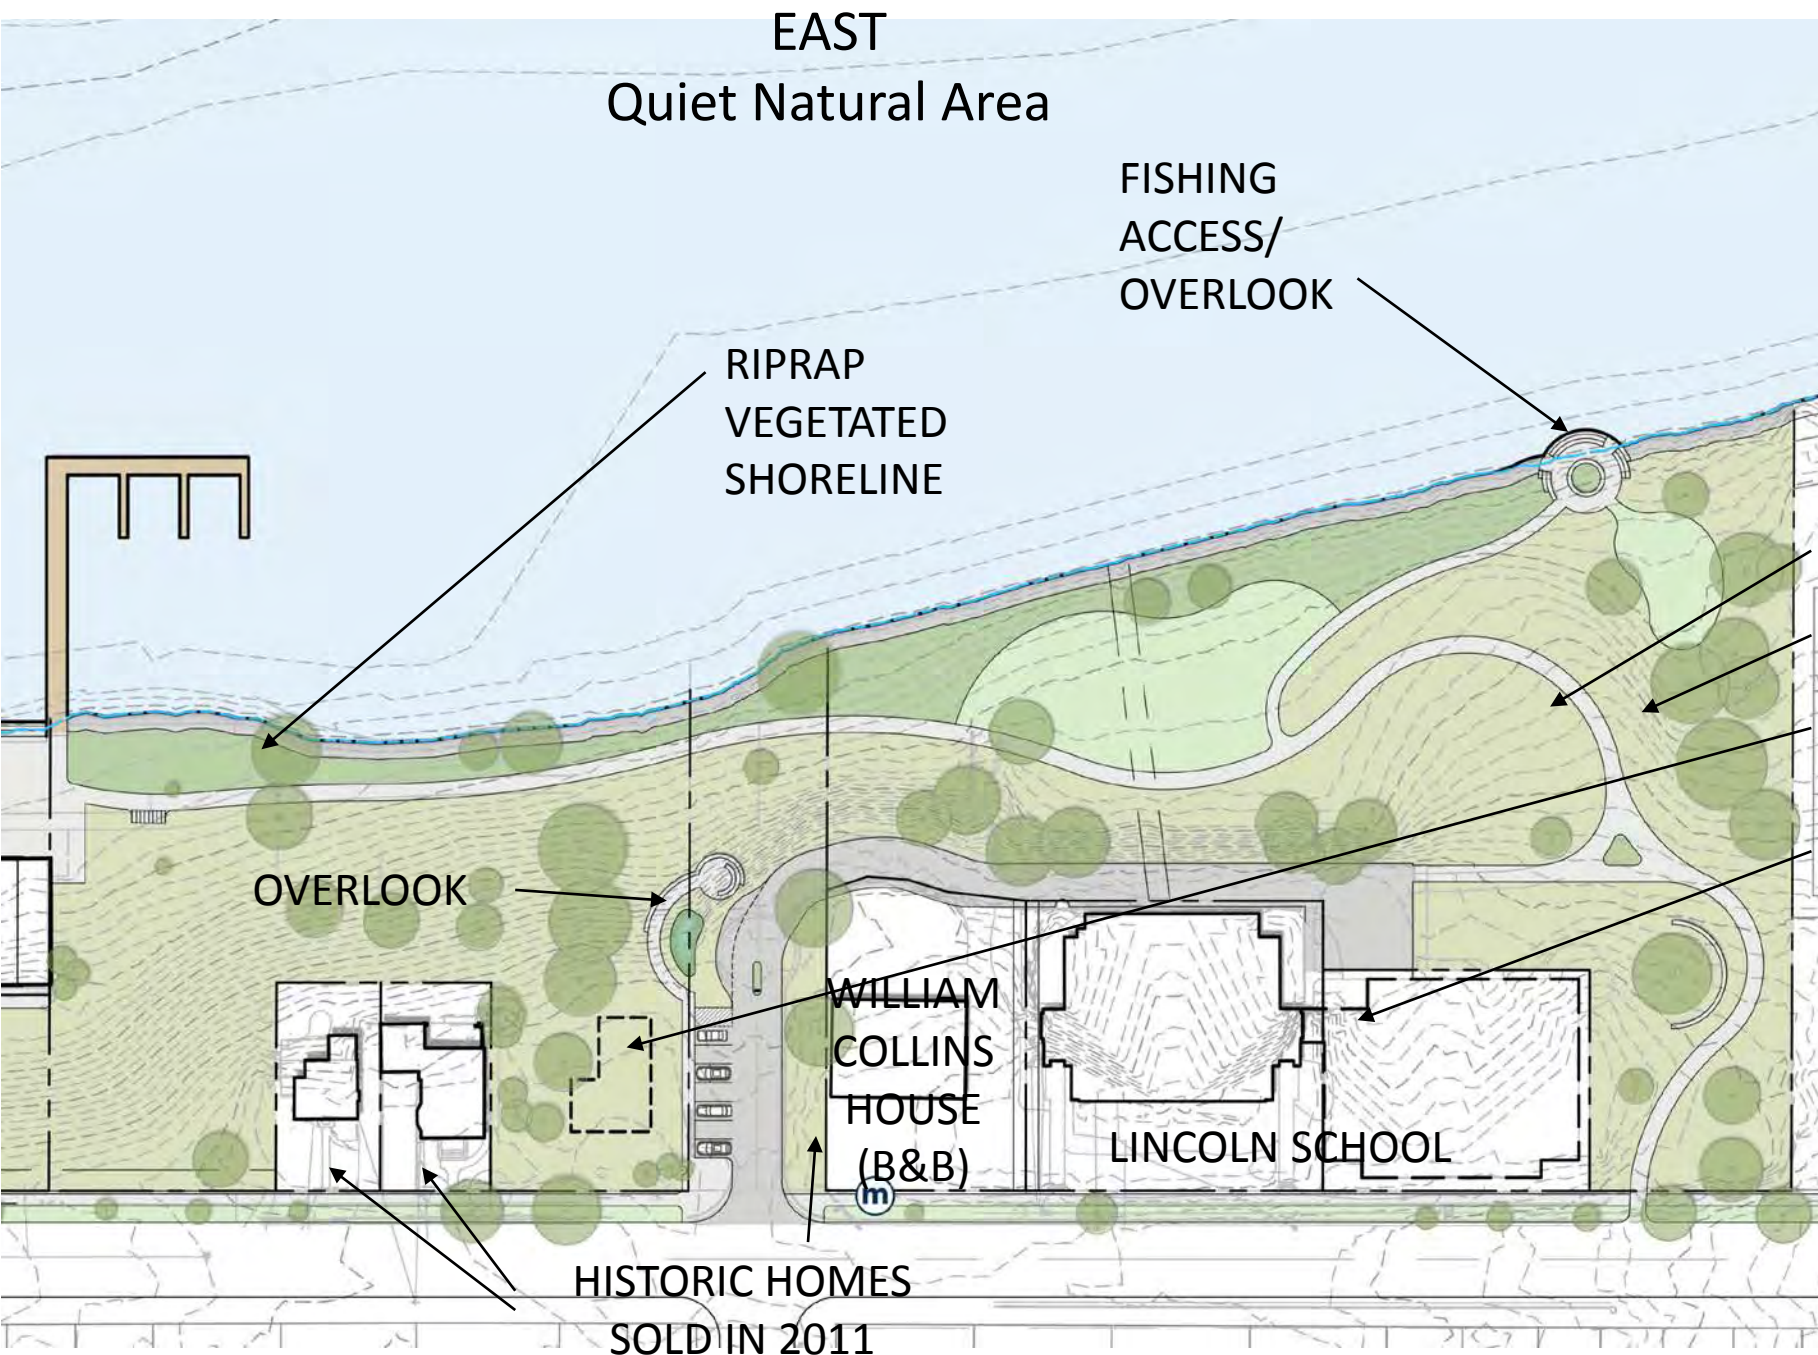 EAST
Quiet Natural Area
FISHING
ACCESS/
OVERLOOK
RIPRAP
VEGETATED
SHORELINE
OVERLOOK
WILLIAM
COLLINS
HOUSE
(B&B)
LINCOLN SCHOOL
m
HISTORIC HOMES
SOLD IN 2011